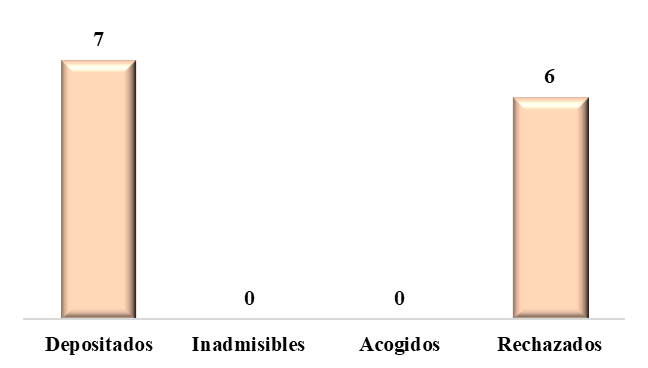 7
6
0
0
Depositados
Inadmisibles
Acogidos
Rechazados